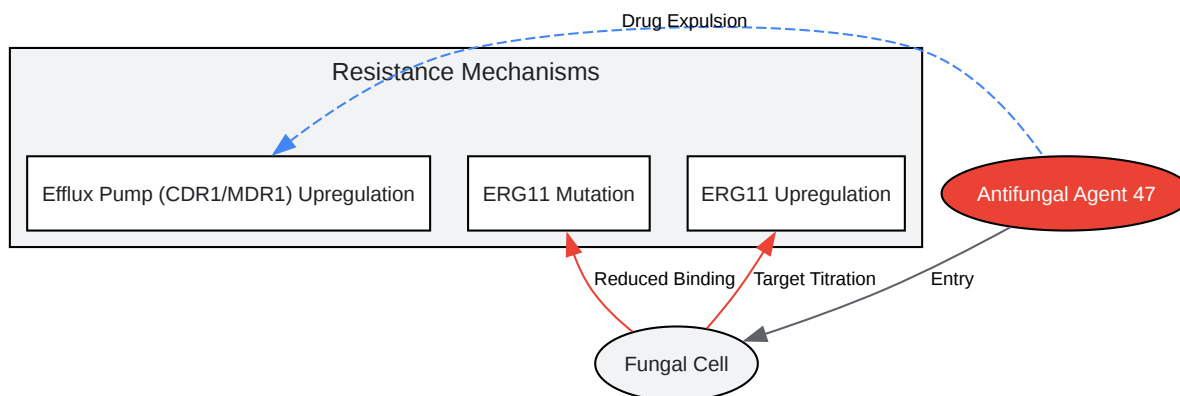 Drug Expulsion
Resistance Mechanisms
Efflux Pump (CDR1/MDR1) Upregulation
ERG11 Mutation
ERG11 Upregulation
Antifungal Agent 47
Reduced Binding
Target Titration
Entry
Fungal Cell